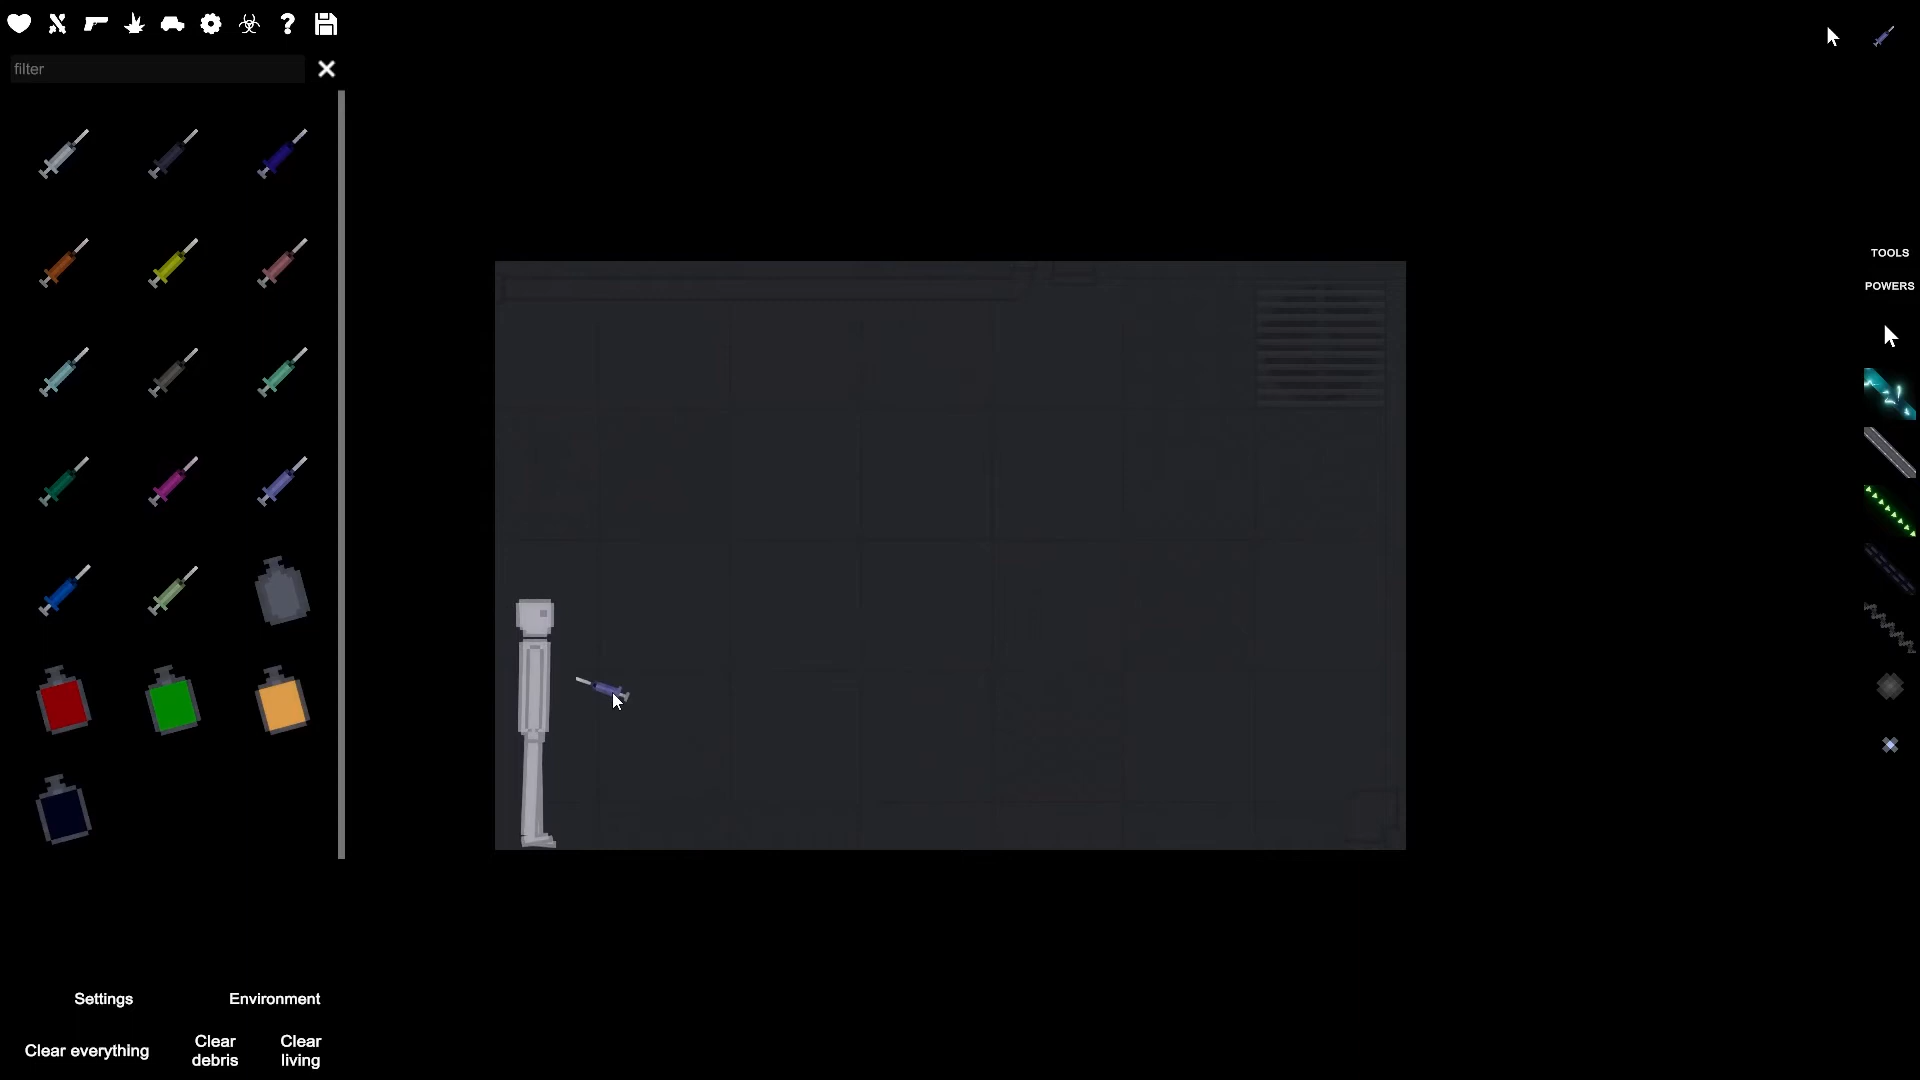 filter
TOOLS
POWERS
Settings
Environment
Clear everything
Clear
debris
Clear
living